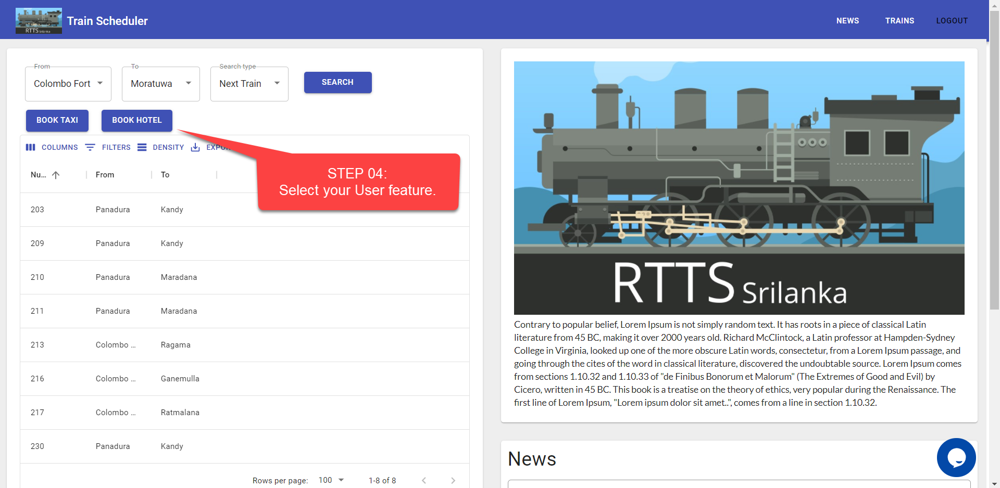 RTTS Srilanka
Train Scheduler
NEWS
TRAINS
LOGOUT
From
To
Search type
Colombo Fort
Moratuwa
Next Train
SEARCH
BOOK TAXI
BOOK HOTEL
COLUMNS
FILTERS
DENSITY
STEP 04:
Select your User feature.
Nu...
From
To
203 Panadura Kandy
209 Panadura Kandy
210 Panadura Maradana
211 Panadura Maradana
213 Colombo ... Ragama
216 Colombo ... Ganemulla
217 Colombo ... Ratmalana
230 Panadura Kandy
Rows per page: 100 1-8 of 8
RTTS Srilanka
Contrary to popular belief, Lorem Ipsum is not simply random text. It has roots in a piece of classical Latin
literature from 45 BC, making it over 2000 years old. Richard McClintock, a Latin professor at Hampden-Sydney
College in Virginia, looked up one of the more obscure Latin words, consectetur, from a Lorem Ipsum passage, and
going through the cites of the word in classical literature, discovered the undoubtable source. Lorem Ipsum comes
from sections 1.10.32 and 1.10.33 of "de Finibus Bonorum et Malorum" (The Extremes of Good and Evil) by
Cicero, written in 45 BC. This book is a treatise on the theory of ethics, very popular during the Renaissance. The
first line of Lorem Ipsum, "Lorem ipsum dolor sit amet..", comes from a line in section 1.10.32.
News